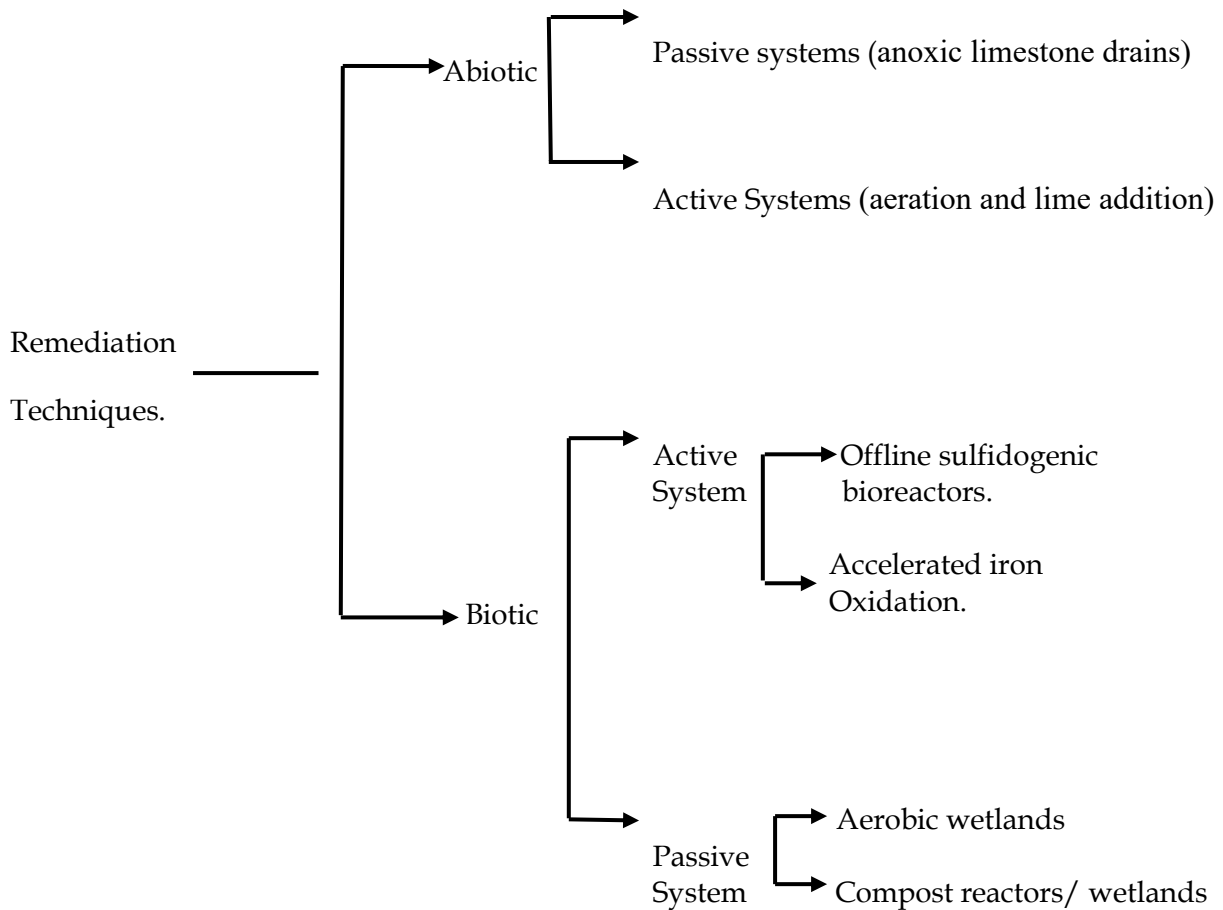 Passive systems (anoxic limestone drains)
Abiotic
Active Systems (aeration and lime addition)
Remediation
Techniques.
Active
System
Offline sulfidogenic
bioreactors.
Accelerated iron
Oxidation.
Biotic
Passive
System
Aerobic wetlands
Compost reactors/ wetlands